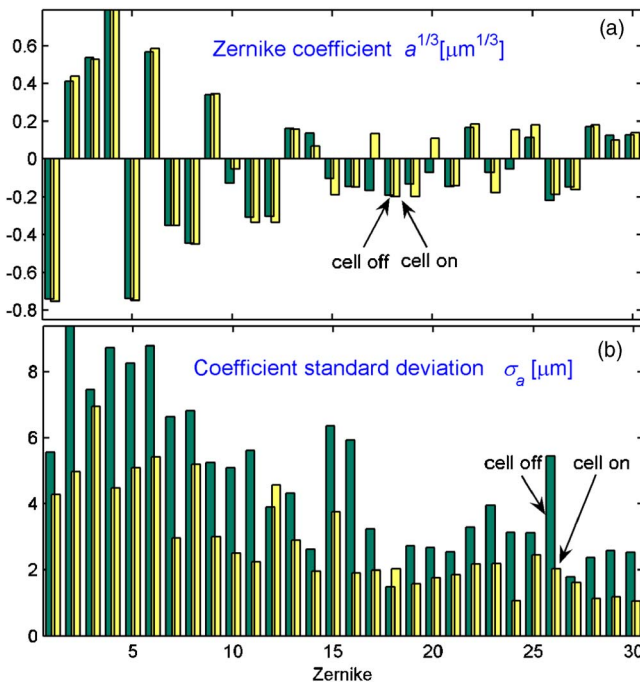 (a)
Zernike coefficient a^{1/3}[μm^{1/3}]
0.6
0.4
0.2
0
-0.2
-0.4
-0.6
-0.8
cell off
cell on
(b)
Coefficient standard deviation σ_a [μm]
8
6
4
2
0
cell off
cell on
5
10
15
20
25
30
Zernike